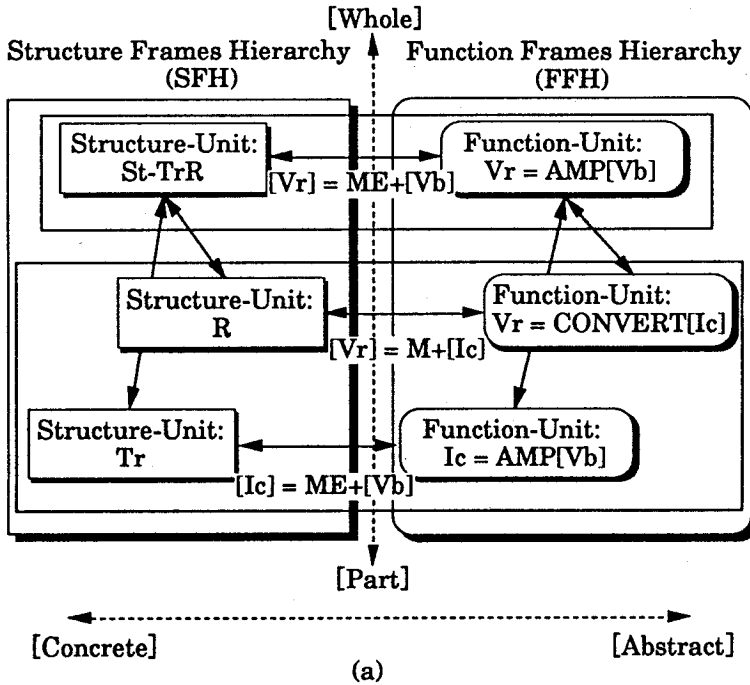 [Whole]
Structure Frames Hierarchy
(SFH)
Function Frames Hierarchy
(FFH)
Structure-Unit:
St-TrR
Function-Unit:
Vr = AMP[Vb]
[Vr] = ME+[Vb]
Structure-Unit:
R
Function-Unit:
Vr = CONVERT[Ic]
[Vr] = M+[Ic]
Structure-Unit:
Tr
Function-Unit:
Ic = AMP[Vb]
[Ic] = ME+[Vb]
[Part]
[Concrete]
[Abstract]
(a)